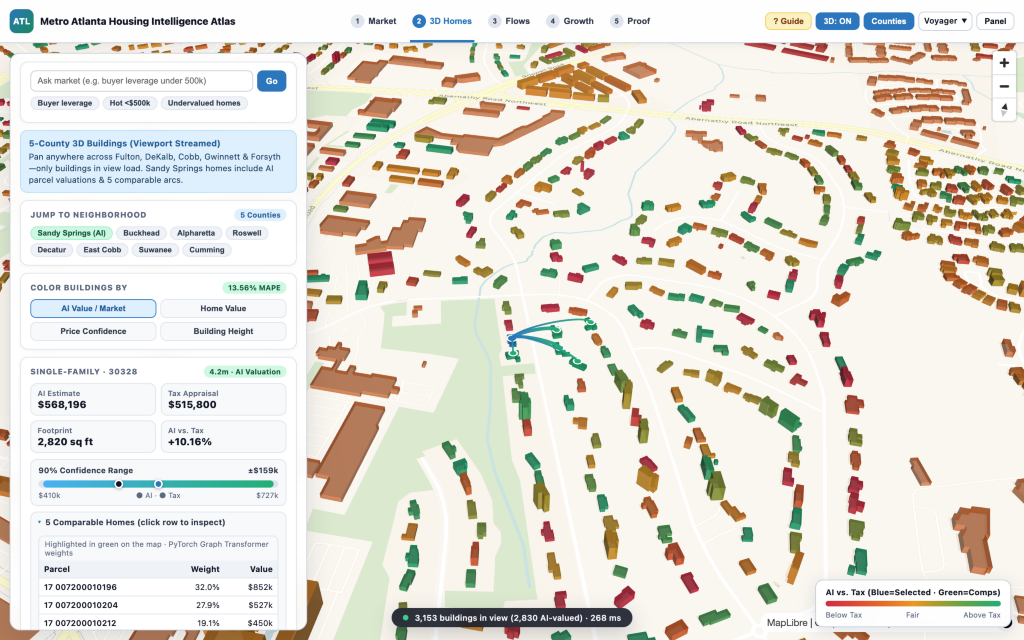 ATL
Metro Atlanta Housing Intelligence Atlas
1 Market
2 3D Homes
3 Flows
4 Growth
5 Proof
? Guide
3D: ON
Counties
Voyager ▼
Panel
Ask market (e.g. buyer leverage under 500k)
Go
Buyer leverage
Hot <$500k
Undervalued homes
5-County 3D Buildings (Viewport Streamed)
Pan anywhere across Fulton, DeKalb, Cobb, Gwinnett & Forsyth
—only buildings in view load. Sandy Springs homes include AI
parcel valuations & 5 comparable arcs.
JUMP TO NEIGHBORHOOD
5 Counties
Sandy Springs (AI)
Buckhead
Alpharetta
Roswell
Decatur
East Cobb
Suwanee
Cumming
COLOR BUILDINGS BY
13.56% MAPE
AI Value / Market
Home Value
Price Confidence
Building Height
SINGLE-FAMILY · 30328
4.2m · AI Valuation
AI Estimate
$568,196
Tax Appraisal
$515,800
Footprint
2,820 sq ft
AI vs. Tax
+10.16%
90% Confidence Range
±$159k
$410k
AI ·
Tax
$727k
5 Comparable Homes (click row to inspect)
Highlighted in green on the map · PyTorch Graph Transformer
weights
Parcel Weight Value
17 007200010196 32.0% $852k
17 007200010204 27.9% $527k
17 007200010212 19.1% $450k
Abernathy Road Northeast
Abernathy Road Northeast
3,153 buildings in view (2,830 AI-valued) · 268 ms
AI vs. Tax (Blue=Selected · Green=Comps)
Below Tax
Fair
Above Tax
MapLibre |